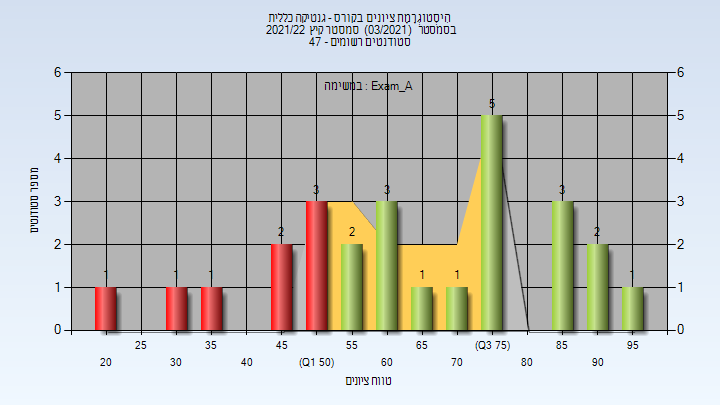 הִיסְטוֹגְרַמַּת ציונים בקורס - גנטיקה כללית
בסמסטר (03/2021) סמסטר קיץ 2021/22
סטודנטים רשומים - 47
במשימה : Exam_A
6 6
5 5
4 4
3 3
2 2
1 1
0 0
מספר סטודנטים
1 1 1 2 3 2 3 1 1 5 3 2 1
25 35 45 55 65 (Q3 75) 85 95
20 30 40 (Q1 50) 60 70 80 90
טווח ציונים